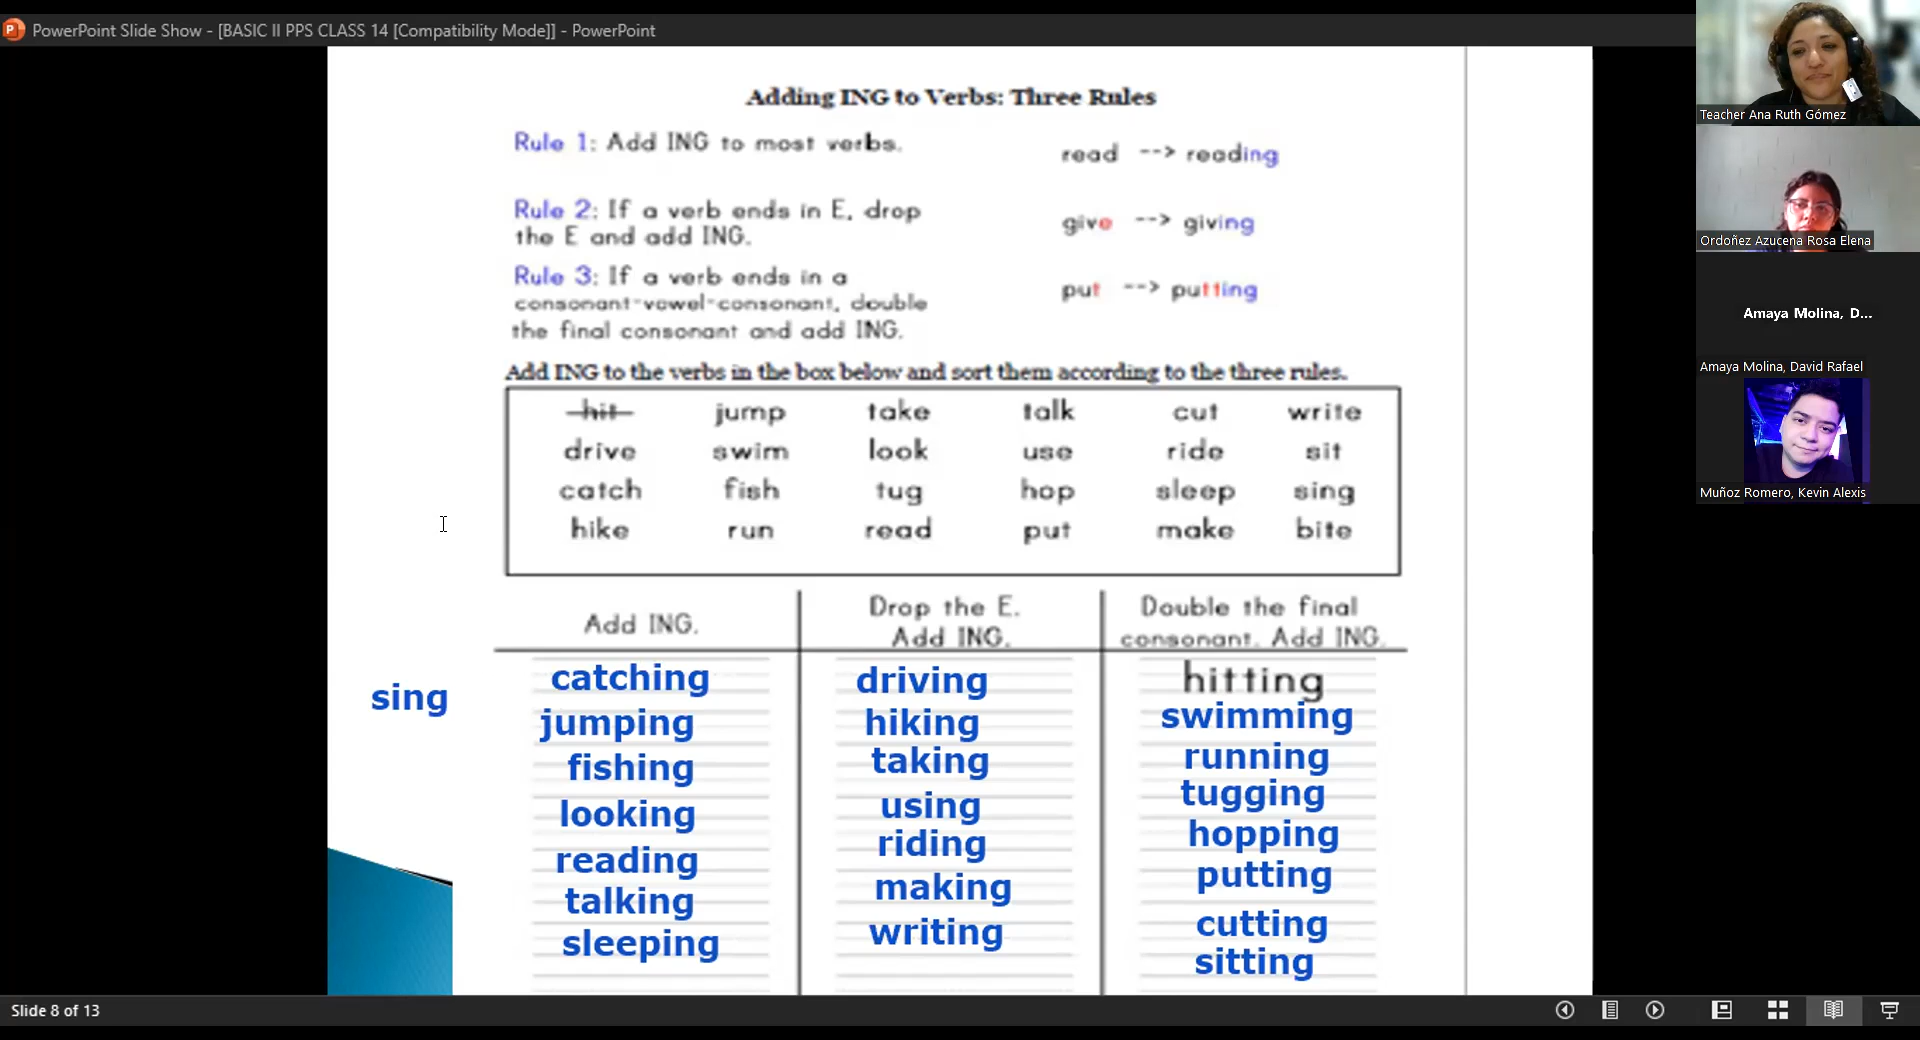 PowerPoint Slide Show - [BASIC II PPS CLASS 14 [Compatibility Mode]] - PowerPoint
Adding ING to Verbs: Three Rules
Rule 1: Add ING to most verbs.
read --> reading
Rule 2: If a verb ends in E, drop
the E and add ING.
give --> giving
Rule 3: If a verb ends in a
consonant-vowel-consonant, double
the final consonant and add ING.
put --> putting
Add ING to the verbs in the box below and sort them according to the three rules.
hit jump take talk cut write
drive swim look use ride sit
catch fish tug hop sleep sing
hike run read put make bite
Add ING.
Drop the E.
Add ING.
Double the final
consonant. Add ING.
sing
catching
jumping
fishing
looking
reading
talking
sleeping
driving
hiking
taking
using
riding
making
writing
hitting
swimming
running
tugging
hopping
putting
cutting
sitting
Teacher Ana Ruth Gómez
Ordoñez Azucena Rosa Elena
Amaya Molina, D...
Amaya Molina, David Rafael
Muñoz Romero, Kevin Alexis
Slide 8 of 13